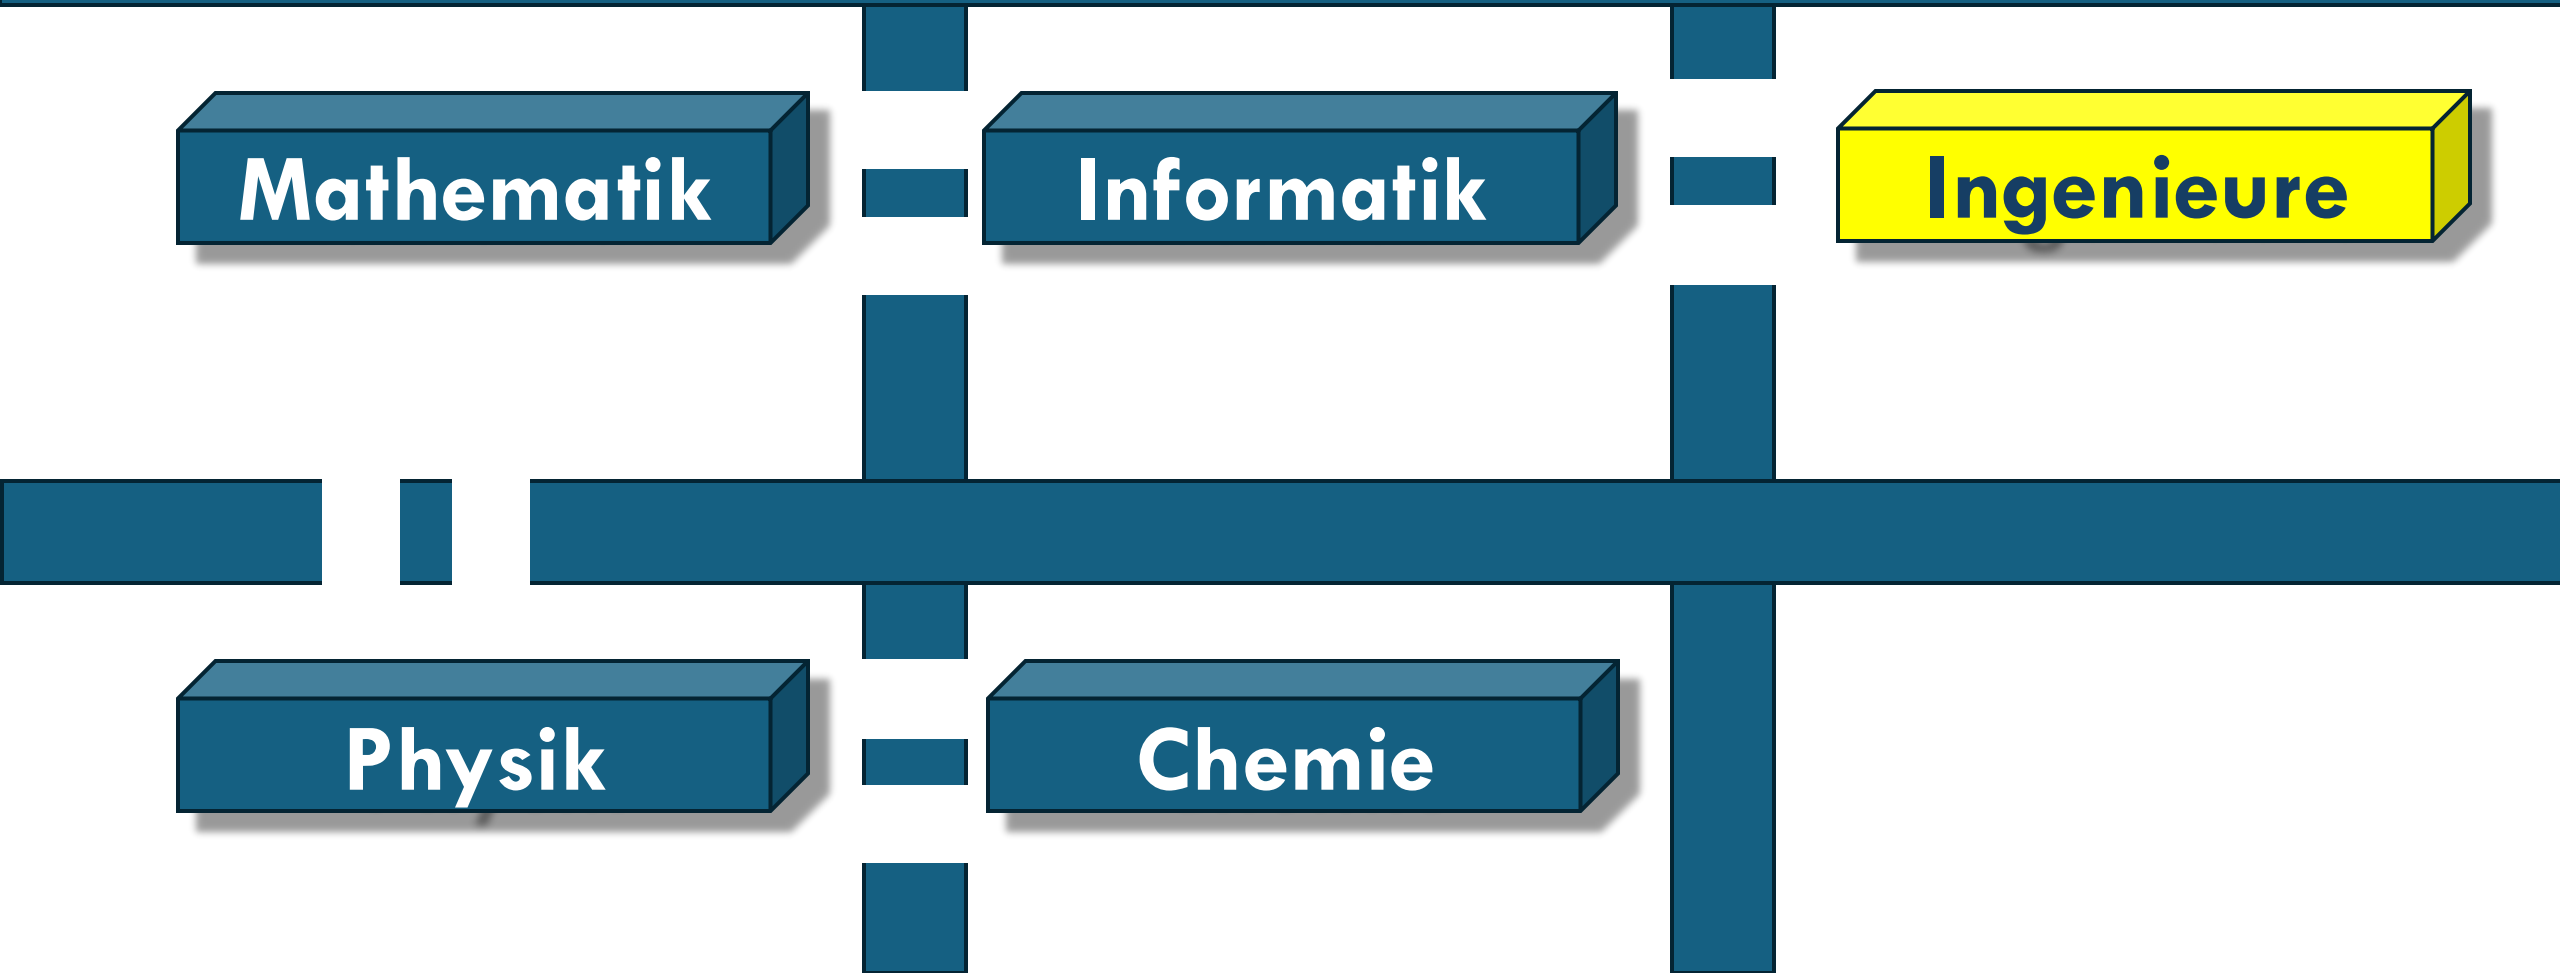 Mathematik
Informatik
Ingenieure
Physik
Chemie